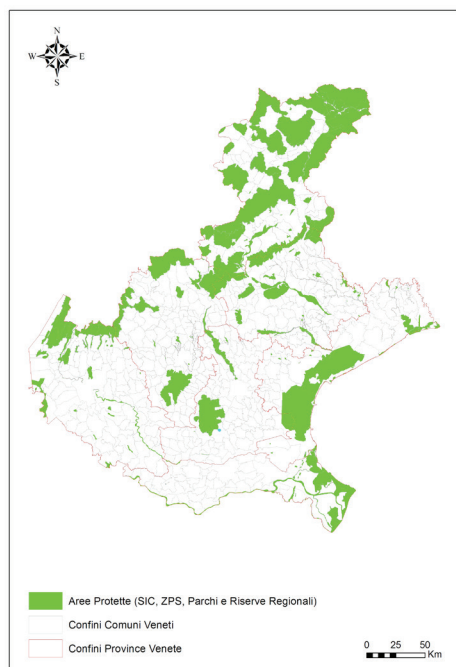 N
W E
S
Aree Protette (SIC, ZPS, Parchi e Riserve Regionali)
Confini Comuni Veneti
Confini Province Venete
0 25 50
Km